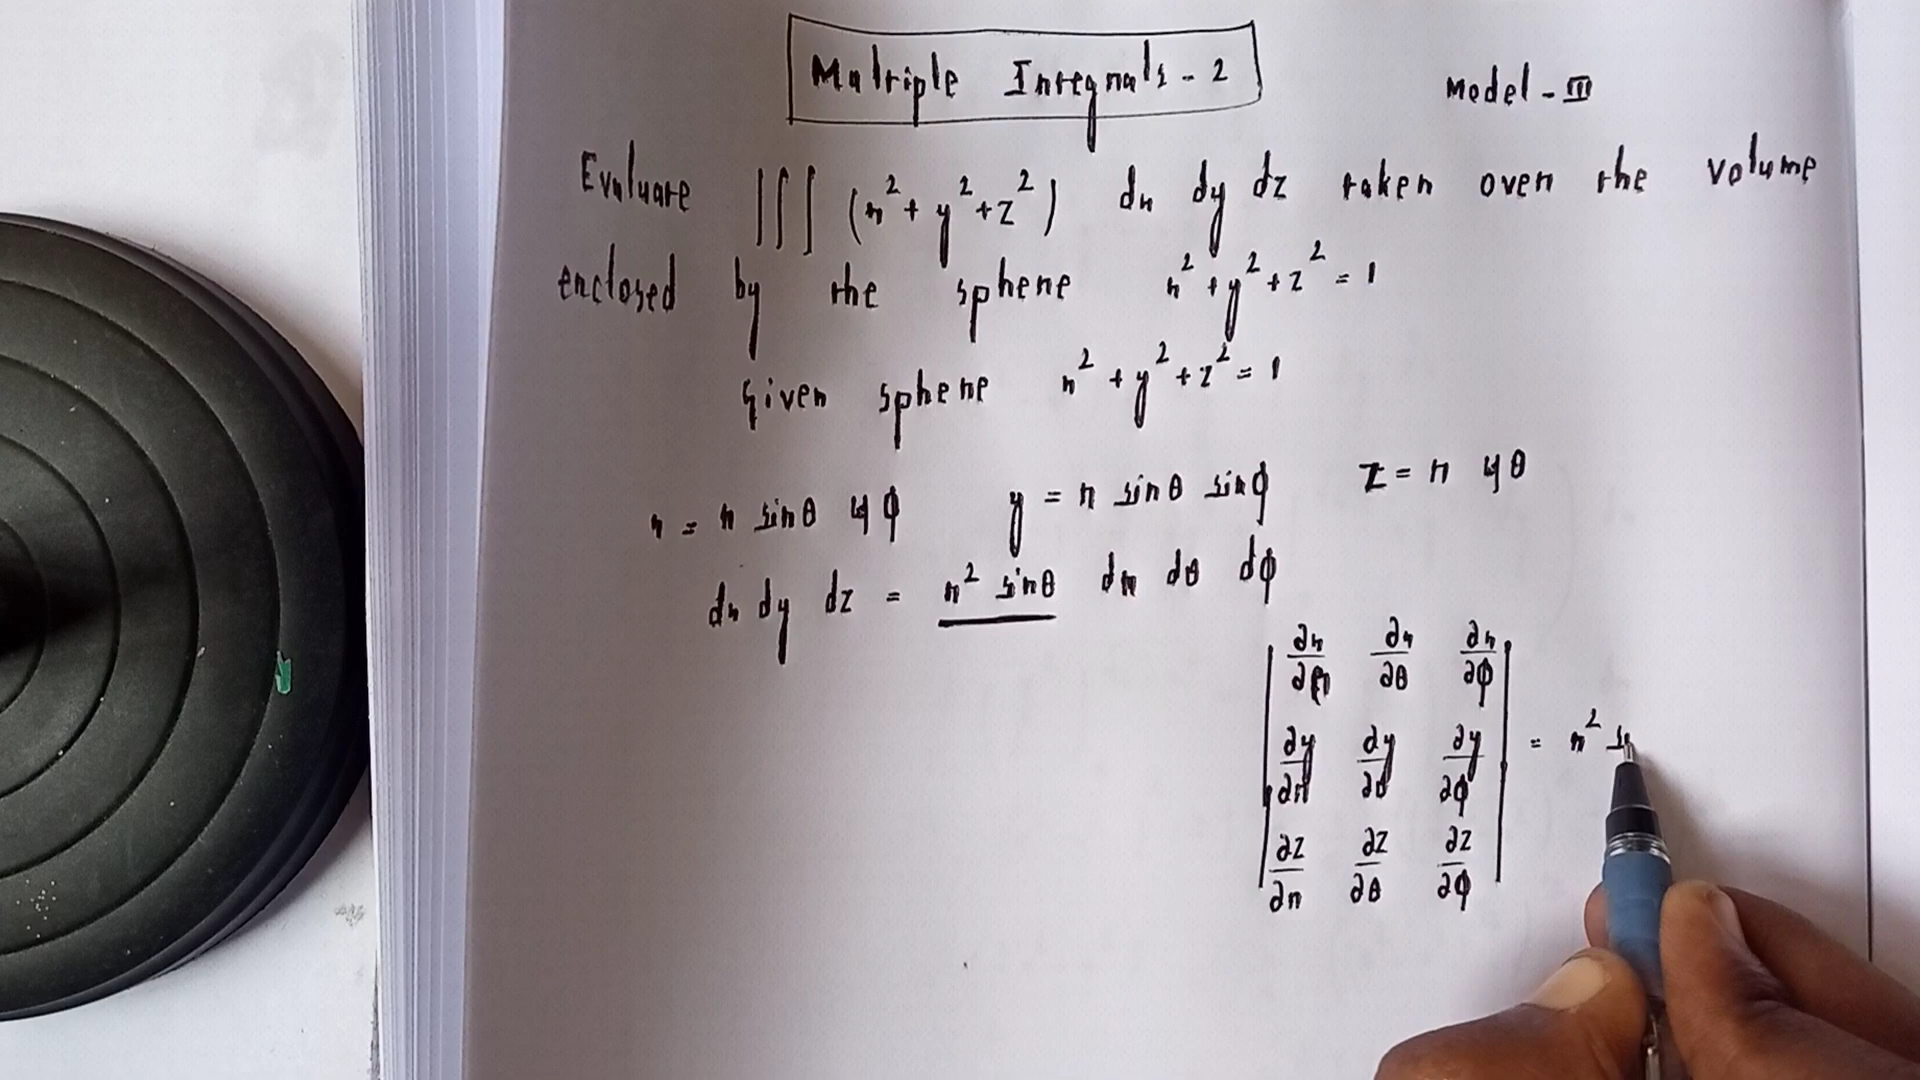 Multiple Integrals - 2
Model - III
Evaluate ∫∫∫ (x² + y² + z²) dx dy dz taken over the volume
enclosed by the sphere x² + y² + z² = 1
Given sphere x² + y² + z² = 1
x = r sinθ cos φ y = r sinθ sinφ z = r cos θ
dx dy dz = r² sinθ dr dθ dφ
| ∂x/∂r ∂x/∂θ ∂x/∂φ |
| ∂y/∂r ∂y/∂θ ∂y/∂φ | = r²
| ∂z/∂r ∂z/∂θ ∂z/∂φ |